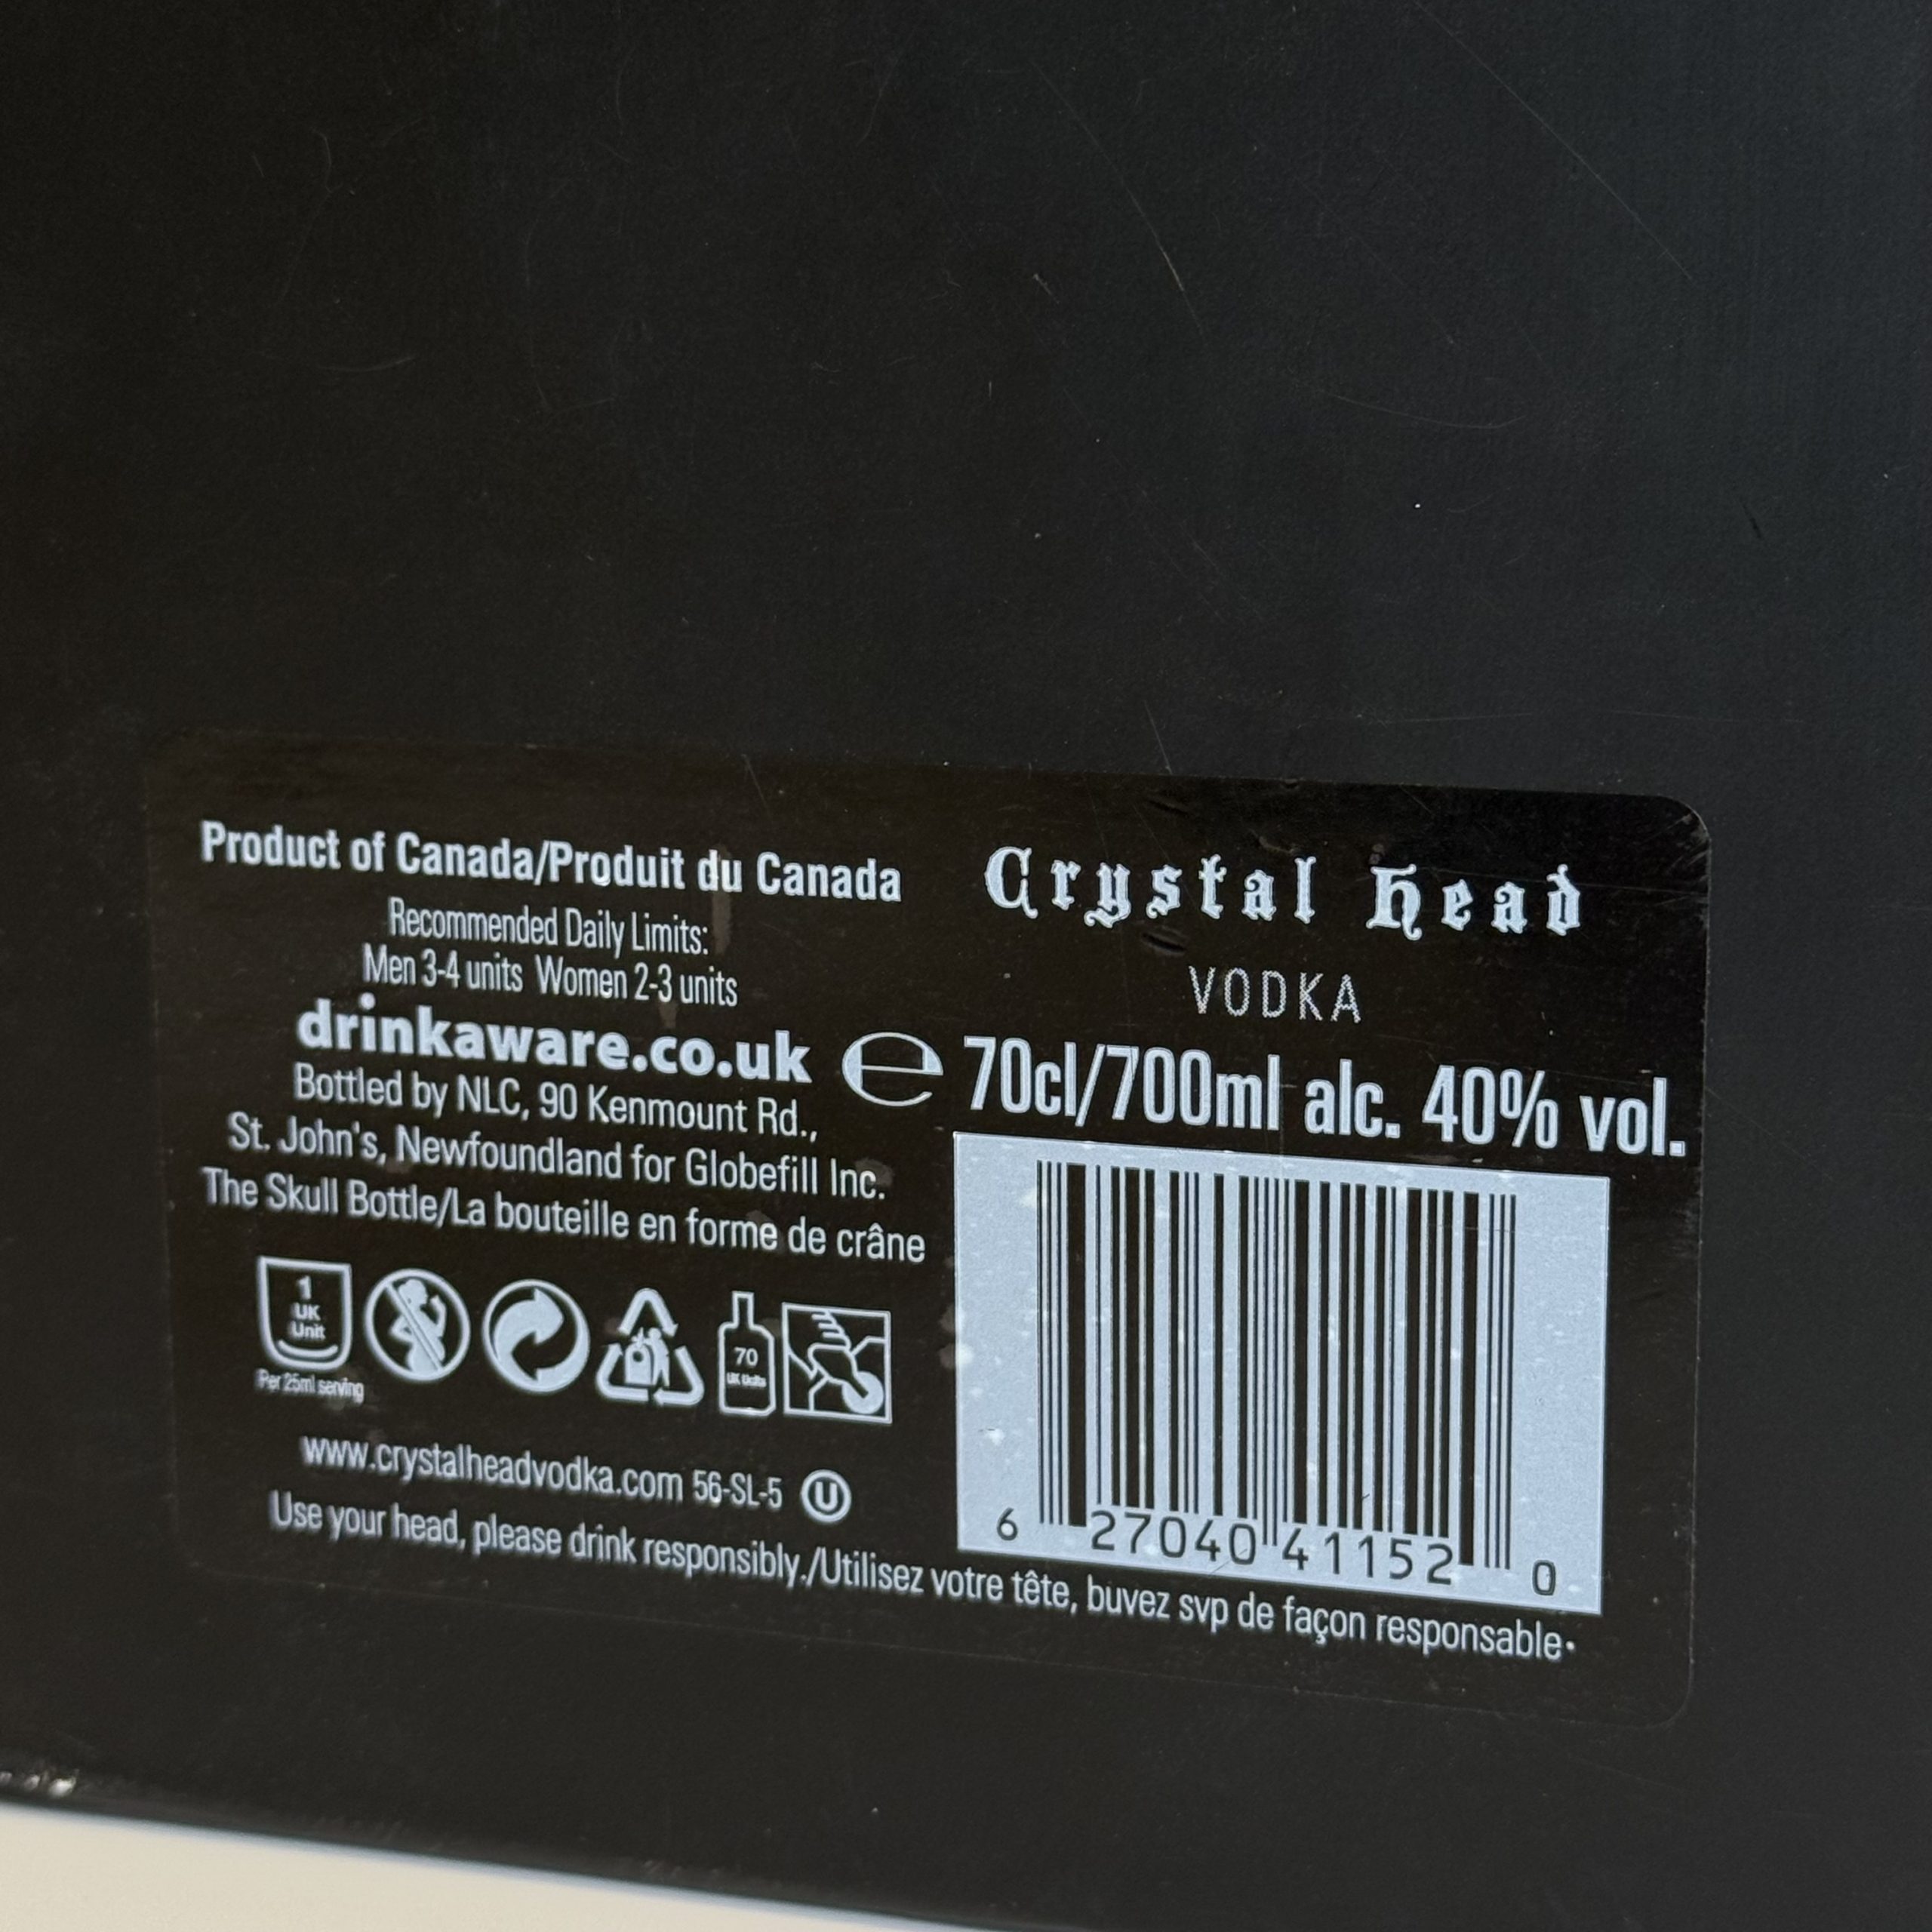 Product of Canada/Produit du Canada
Recommended Daily Limits:
Men 3-4 units Women 2-3 units
drinkaware.co.uk
Bottled by NLC, 90 Kenmount Rd.,
St. John's, Newfoundland for Globefill Inc.
The Skull Bottle/La bouteille en forme de crâne
1
UK
Unit
Per 25ml serving
70
UK Units
www.crystalheadvodka.com 56-SL-5 U
Crystal Head
VODKA
e 70cl/700ml alc. 40% vol.
6 27040 41152 0
Use your head, please drink responsibly./Utilisez votre tête, buvez svp de façon responsable.